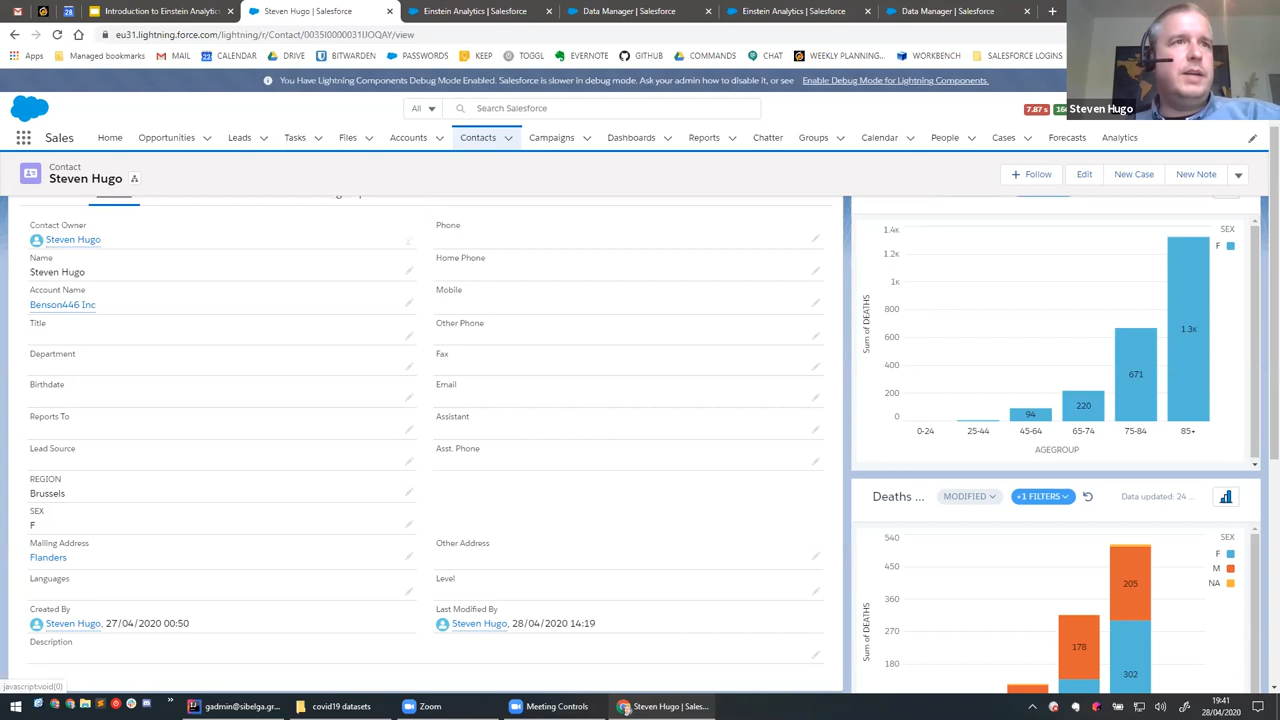 Introduction to Einstein Analytic
Steven Hugo | Salesforce
Einstein Analytics | Salesforce
Data Manager | Salesforce
Einstein Analytics | Salesforce
Data Manager | Salesforce
eu31.lightning.force.com/lightning/r/Contact/0035I0000031IJOQAY/view
Apps
Managed bookmarks
MAIL
CALENDAR
DRIVE
BITWARDEN
PASSWORDS
KEEP
TOGGL
EVERNOTE
GITHUB
COMMANDS
CHAT
WEEKLY PLANNING...
WORKBENCH
SALESFORCE LOGINS
You Have Lightning Components Debug Mode Enabled. Salesforce is slower in debug mode. Ask your admin how to disable it, or see Enable Debug Mode for Lightning Components.
Steven Hugo
All
Search Salesforce
7.87 s
Sales
Home
Opportunities
Leads
Tasks
Files
Accounts
Contacts
Campaigns
Dashboards
Reports
Chatter
Groups
Calendar
People
Cases
Forecasts
Analytics
Contact
Steven Hugo
+ Follow
Edit
New Case
New Note
Contact Owner
Steven Hugo
Name
Steven Hugo
Account Name
Benson446 Inc
Title
Department
Birthdate
Reports To
Lead Source
REGION
Brussels
SEX
F
Mailing Address
Flanders
Languages
Created By
Steven Hugo, 27/04/2020 00:50
Description
Phone
Home Phone
Mobile
Other Phone
Fax
Email
Assistant
Asst. Phone
Other Address
Level
Last Modified By
Steven Hugo, 28/04/2020 14:19
SEX
F
1.4K
1.2K
1K
800
600
400
200
0
Sum of DEATHS
94
220
671
1.3K
0-24
25-44
45-64
65-74
75-84
85+
AGEGROUP
Deaths ...
MODIFIED
+1 FILTERS
Data updated: 24 ...
SEX
F
M
NA
540
450
360
270
180
Sum of DEATHS
178
205
302
javascript:void(0)
gadmin@sibelga.gr...
covid19 datasets
Zoom
Meeting Controls
Steven Hugo | Sales...
19:41
28/04/2020